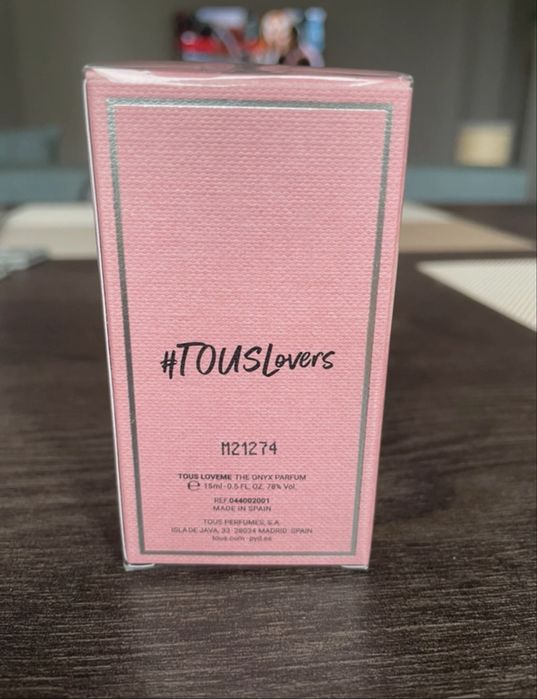 #TOUSLovers
M21274
TOUS LOVEME THE ONYX PARFUM
℮ 15ml - 0.5 FL. OZ. 78% Vol.
REF.044002001
MADE IN SPAIN
TOUS PERFUMES, S.A.
ISLA DE JAVA, 33· 28034 MADRID· SPAIN
tous.com · pyd.es